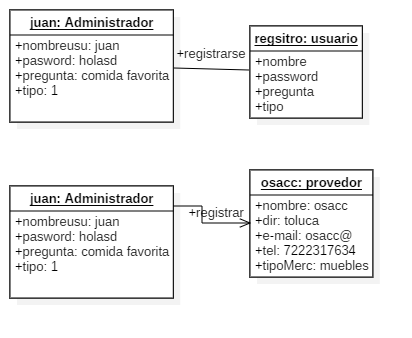 juan: Administrador
+nombreusu: juan
+pasword: holasd
+pregunta: comida favorita
+tipo: 1
+registrarse
regsitro: usuario
+nombre
+password
+pregunta
+tipo
juan: Administrador
+nombreusu: juan
+pasword: holasd
+pregunta: comida favorita
+tipo: 1
+registrar
osacc: provedor
+nombre: osacc
+dir: toluca
+e-mail: osacc@
+tel: 7222317634
+tipoMerc: muebles